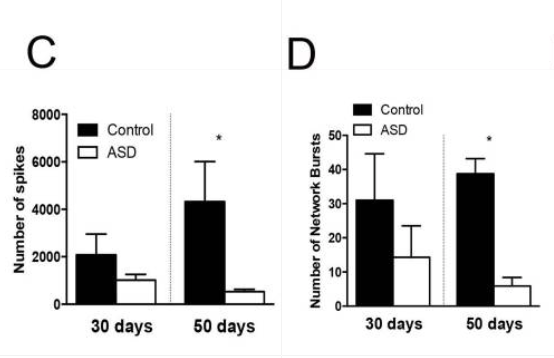 C
Number of spikes
8000
6000
4000
2000
0
Control
ASD
*
30 days
50 days
D
Control
ASD
Number of Network Bursts
50
40
30
20
10
0
*
30 days
50 days